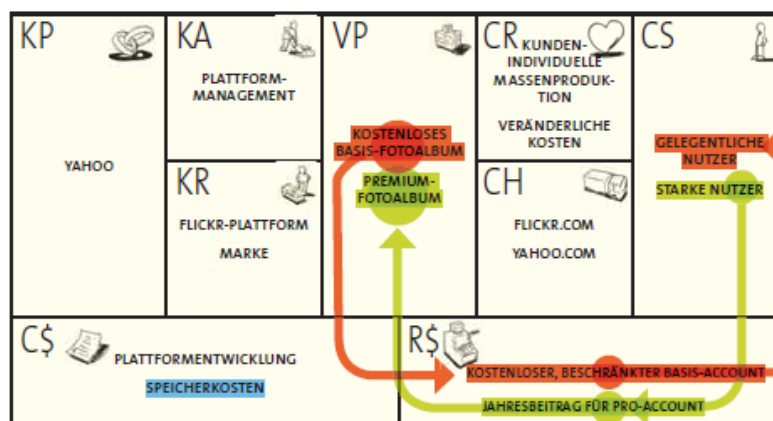 KP
YAHOO
KA
PLATTFORM-
MANAGEMENT
KR
FLICKR-PLATTFORM
MARKE
VP
KOSTENLOSES
BASIS-FOTOALBUM
PREMIUM-
FOTOALBUM
CR
KUNDEN-
INDIVIDUELLE
MASSENPRODUK-
TION
VERÄNDERLICHE
KOSTEN
CH
FLICKR.COM
YAHOO.COM
CS
GELEGENTLICHE
NUTZER
STARKE NUTZER
C$
PLATTFORMENTWICKLUNG
SPEICHERKOSTEN
R$
KOSTENLOSER, BESCHRÄNKTER BASIS-ACCOUNT
JAHRESBEITRAG FÜR PRO-ACCOUNT